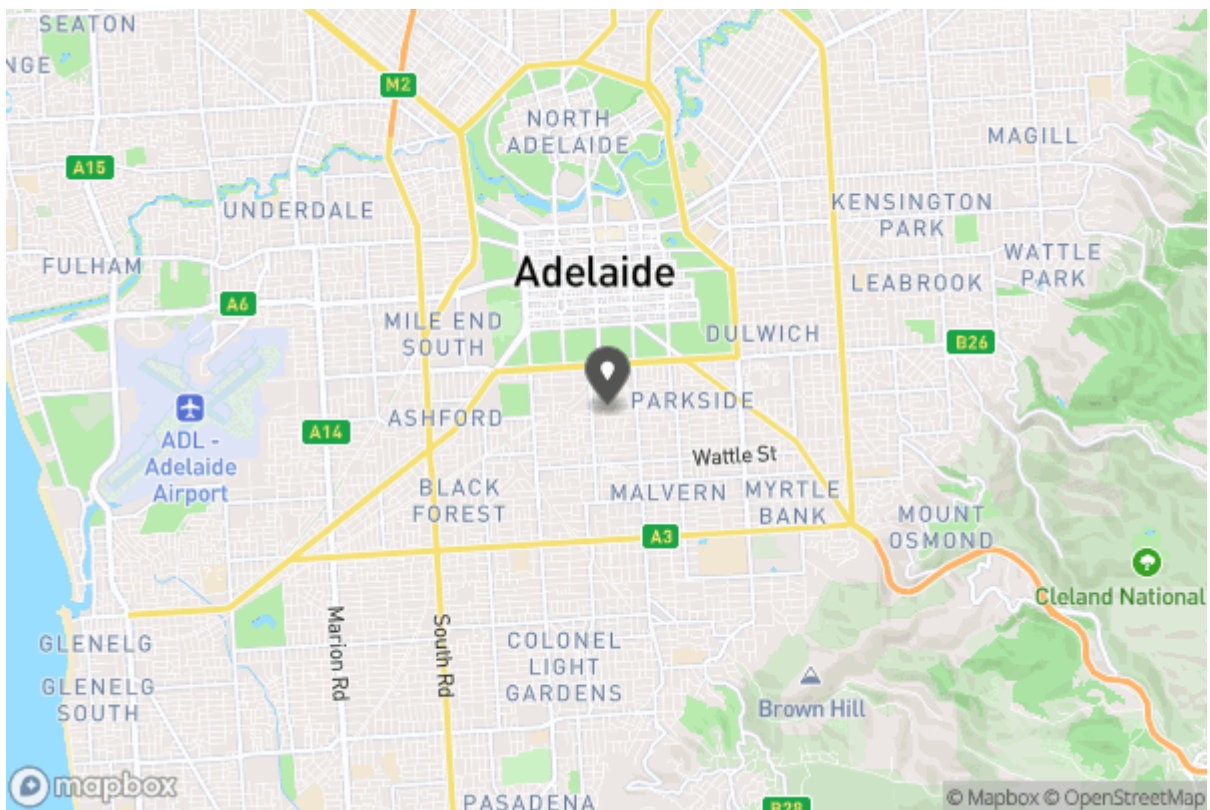 SEATON
NGE
M2
NORTH
ADELAIDE
MAGILL
A15
UNDERDALE
KENSINGTON
PARK
WATTLE
PARK
FULHAM
Adelaide
LEABROOK
A6
MILE END
SOUTH
DULWICH
B26
PARKSIDE
ASHFORD
A14
ADL -
Adelaide
Airport
Wattle St
BLACK
FOREST
MALVERN
MYRTLE
BANK
MOUNT
OSMOND
A3
Cleland National
Marion Rd
South Rd
GLENELG
COLONEL
LIGHT
GARDENS
GLENELG
SOUTH
Brown Hill
mapbox
PASADENA
B28
© Mapbox © OpenStreetMap